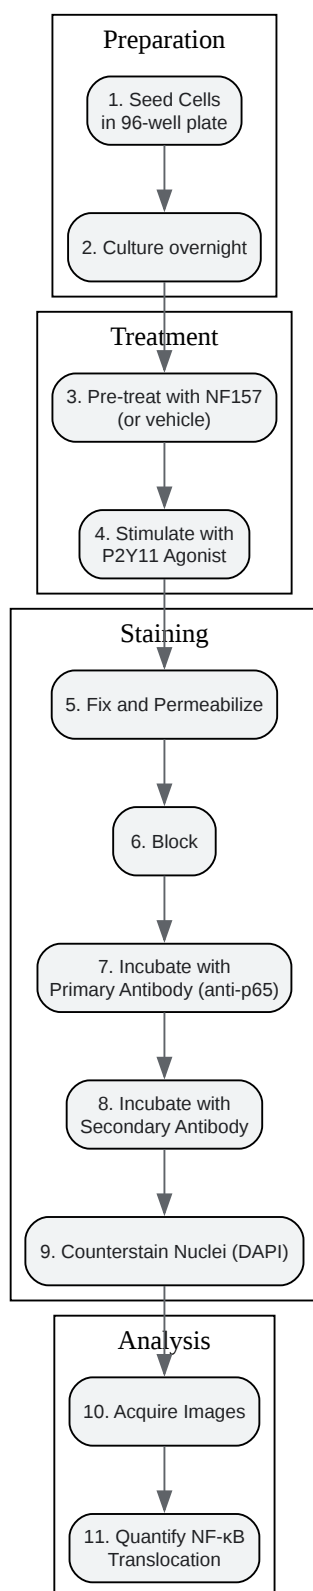 Preparation
1. Seed Cells
in 96-well plate
2. Culture overnight
Treatment
3. Pre-treat with NF157
(or vehicle)
4. Stimulate with
P2Y11 Agonist
Staining
5. Fix and Permeabilize
6. Block
7. Incubate with
Primary Antibody (anti-p65)
8. Incubate with
Secondary Antibody
9. Counterstain Nuclei (DAPI)
Analysis
10. Acquire Images
11. Quantify NF-κB
Translocation